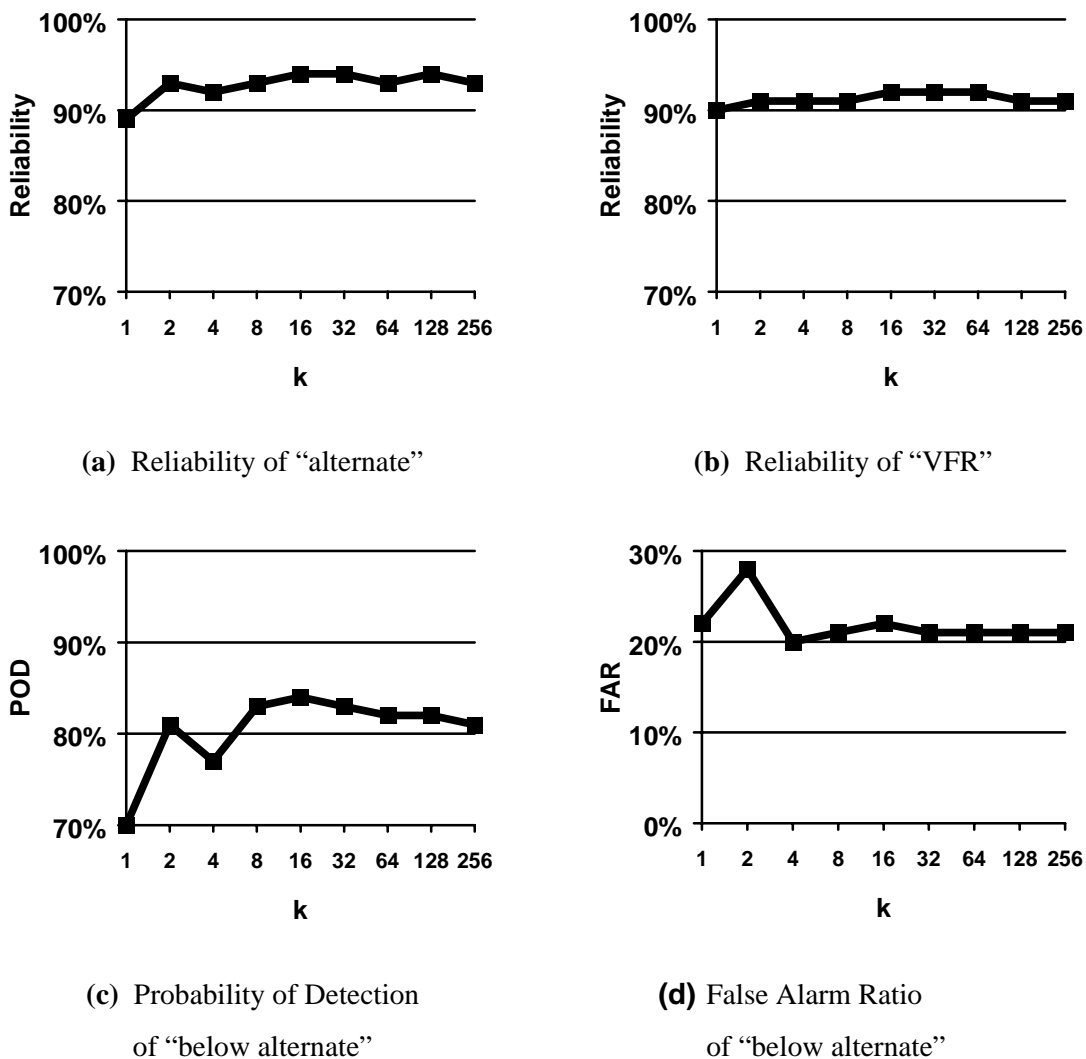 100%
90%
80%
70%
Reliability
1 2 4 8 16 32 64 128 256
k
(a) Reliability of “alternate”
100%
90%
80%
70%
Reliability
1 2 4 8 16 32 64 128 256
k
(b) Reliability of “VFR”
100%
90%
80%
70%
POD
1 2 4 8 16 32 64 128 256
k
(c) Probability of Detection
of “below alternate”
30%
20%
10%
0%
FAR
1 2 4 8 16 32 64 128 256
k
(d) False Alarm Ratio
of “below alternate”